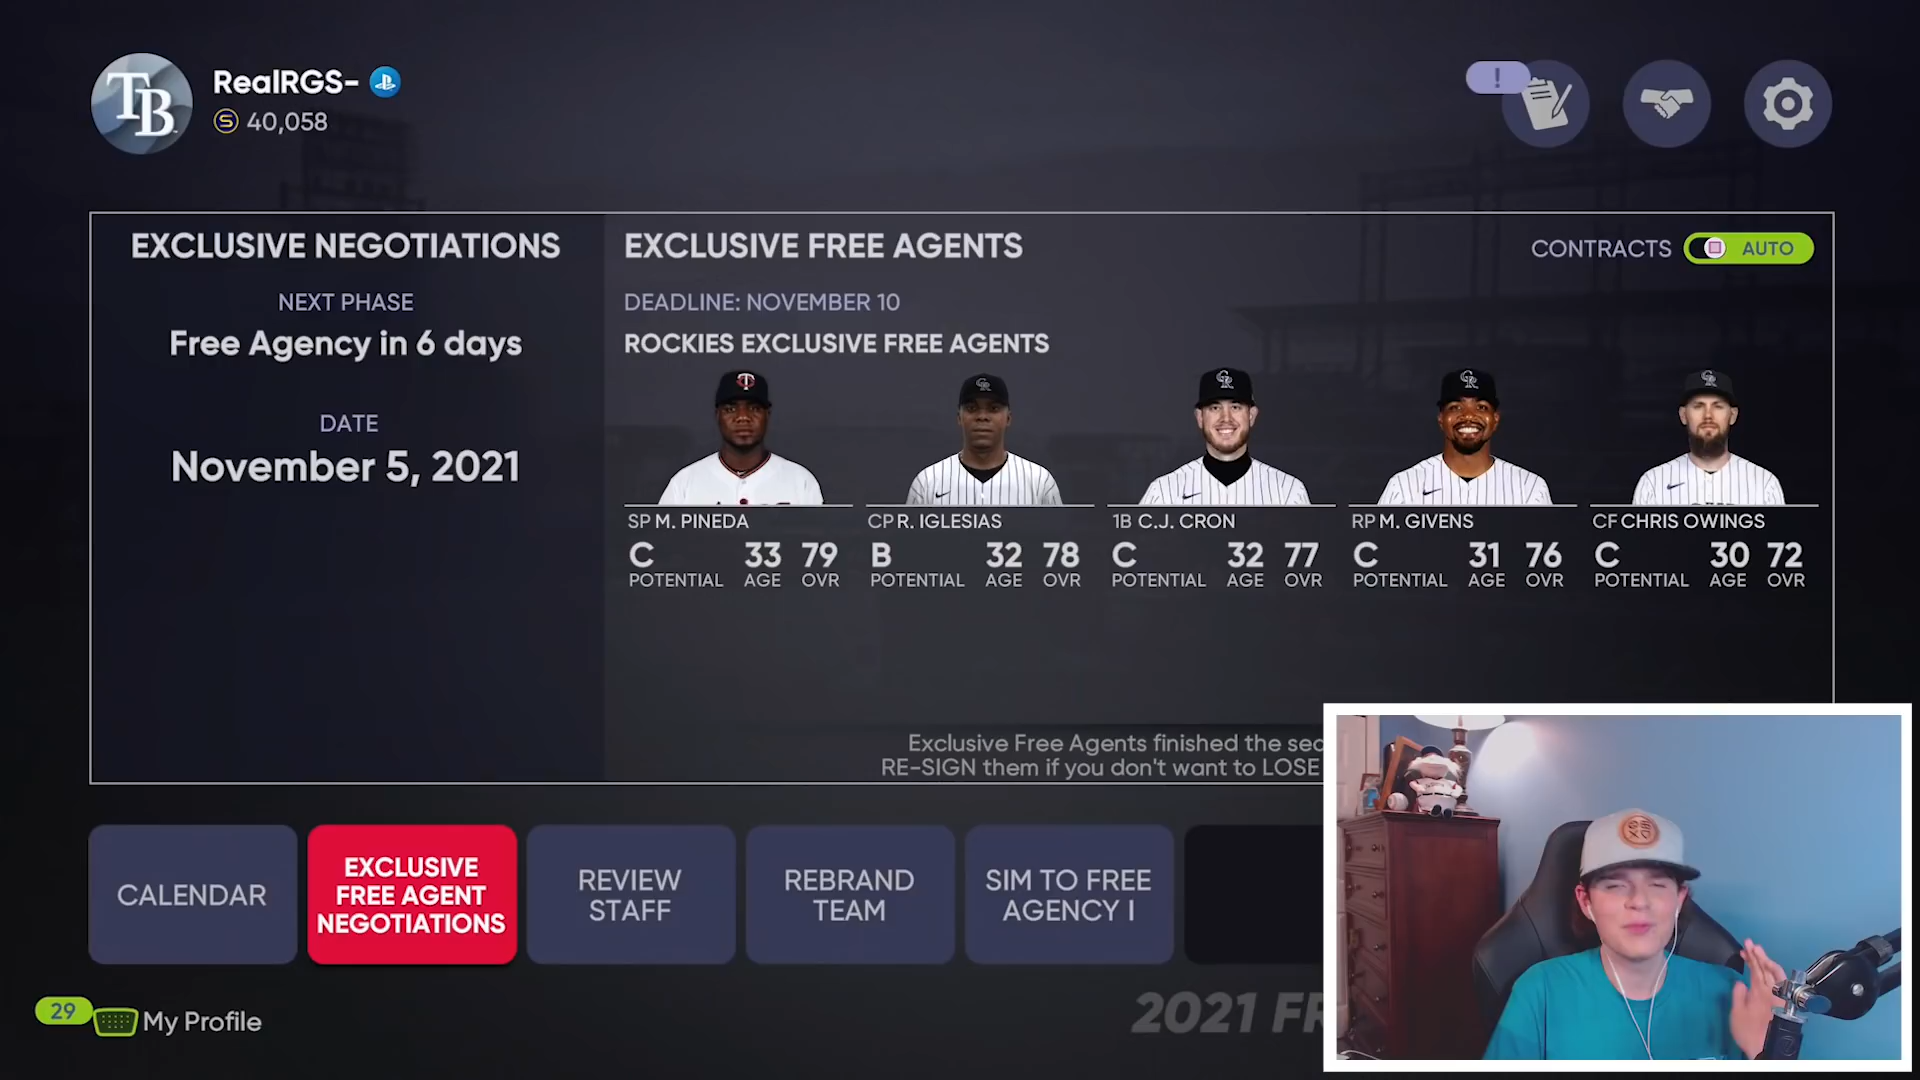 TB
RealRGS-
S 40,058
!
EXCLUSIVE NEGOTIATIONS
NEXT PHASE
Free Agency in 6 days
DATE
November 5, 2021
EXCLUSIVE FREE AGENTS
CONTRACTS AUTO
DEADLINE: NOVEMBER 10
ROCKIES EXCLUSIVE FREE AGENTS
SP M. PINEDA
C 33 79
POTENTIAL AGE OVR
CP R. IGLESIAS
B 32 78
POTENTIAL AGE OVR
1B C.J. CRON
C 32 77
POTENTIAL AGE OVR
RP M. GIVENS
C 31 76
POTENTIAL AGE OVR
CF CHRIS OWINGS
C 30 72
POTENTIAL AGE OVR
Exclusive Free Agents finished the sea
RE-SIGN them if you don't want to LOSE
CALENDAR
EXCLUSIVE
FREE AGENT
NEGOTIATIONS
REVIEW
STAFF
REBRAND
TEAM
SIM TO FREE
AGENCY I
29 My Profile
2021 FR